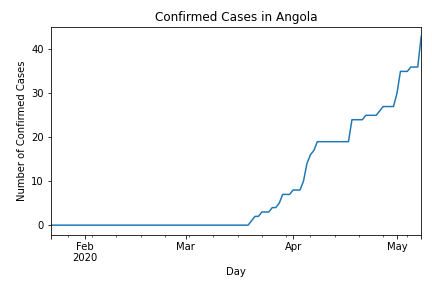 Confirmed Cases in Angola
Number of Confirmed Cases
40
30
20
10
0
Feb
2020
Mar
Apr
May
Day